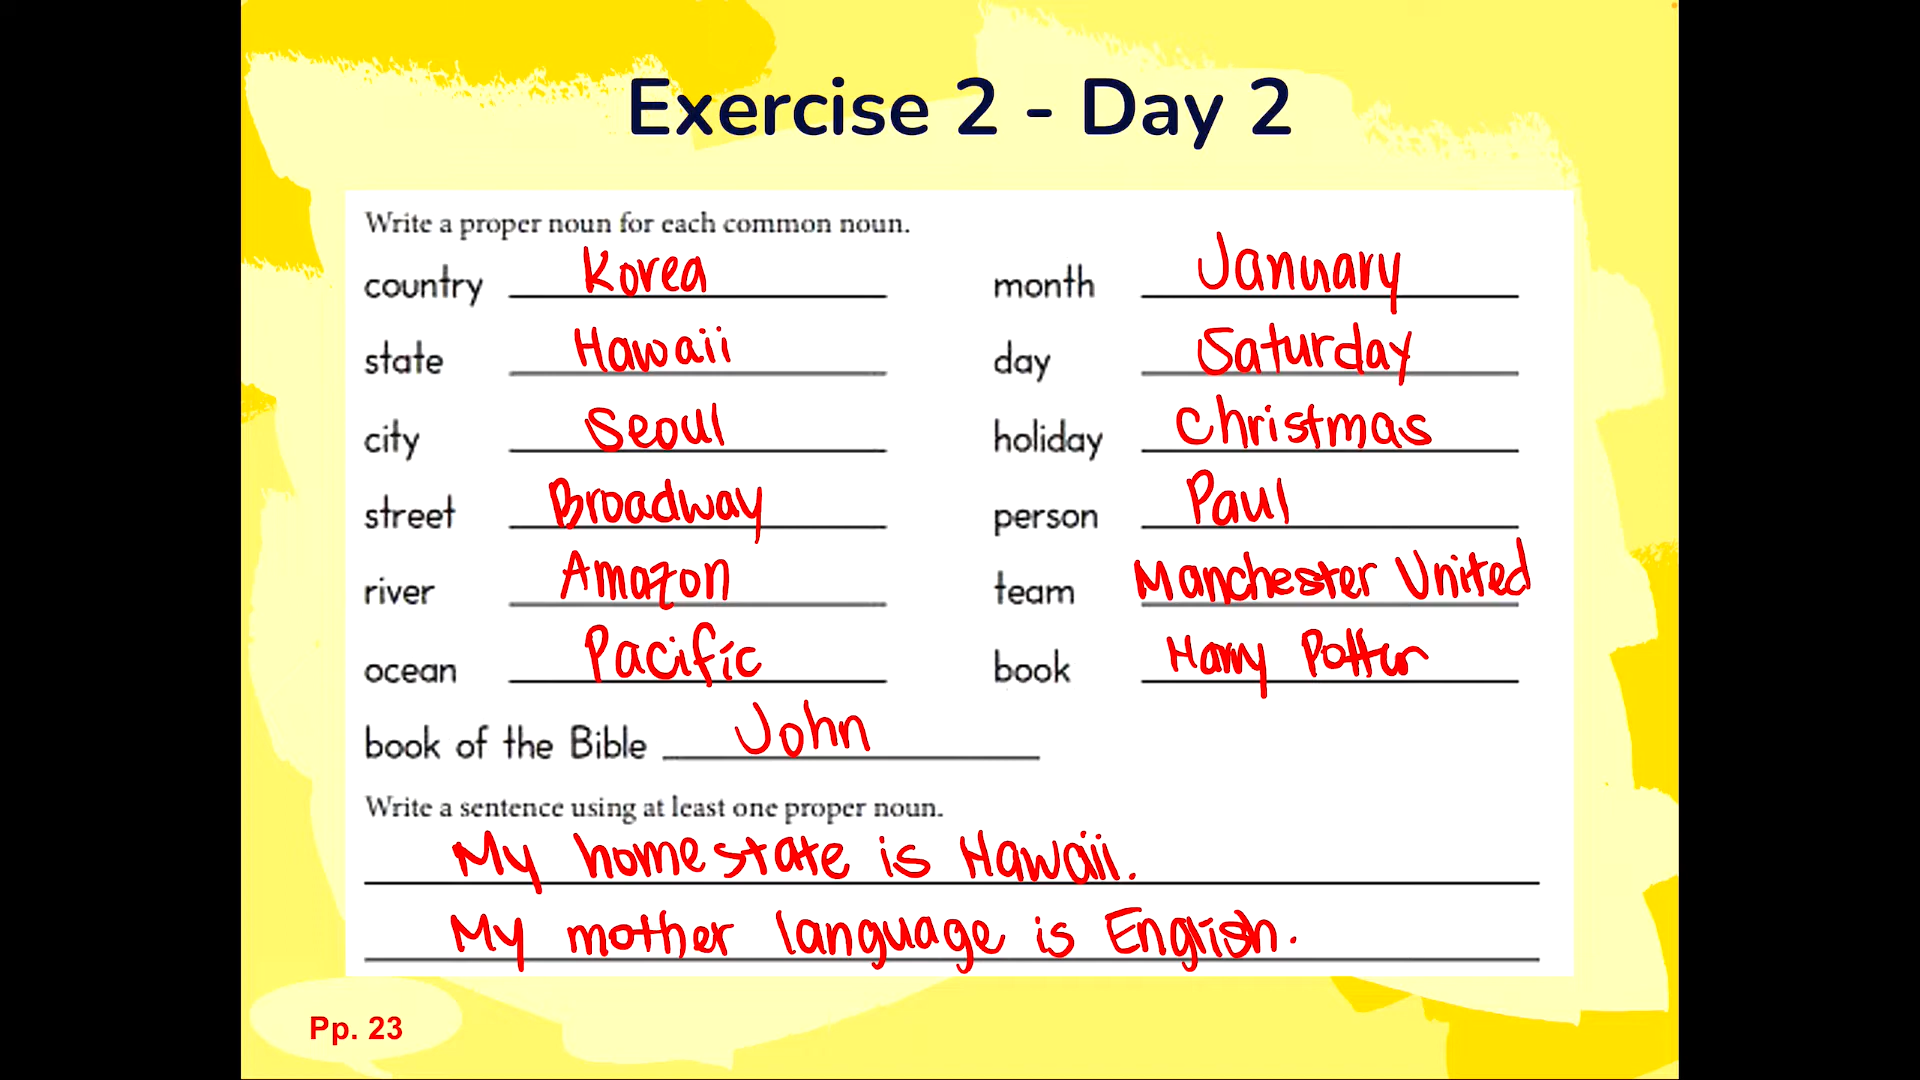 Exercise 2 - Day 2
Write a proper noun for each common noun.
country Korea month January
state Hawaii day Saturday
city Seoul holiday Christmas
street Broadway person Paul
river Amazon team Manchester United
ocean Pacific book Harry Potter
book of the Bible John
Write a sentence using at least one proper noun.
My home state is Hawaii.
My mother language is English.
Pp. 23